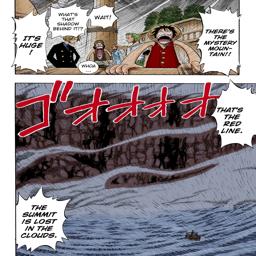 THERE'S
THE
MYSTERY
MOUN-
TAIN!!
WAIT!
WHAT'S
THAT
SHADOW
BEHIND IT!?
IT'S
HUGE
!
WHOA
ゴオオオオ
THAT'S
THE
RED
LINE.
THE
SUMMIT
IS LOST
IN THE
CLOUDS.